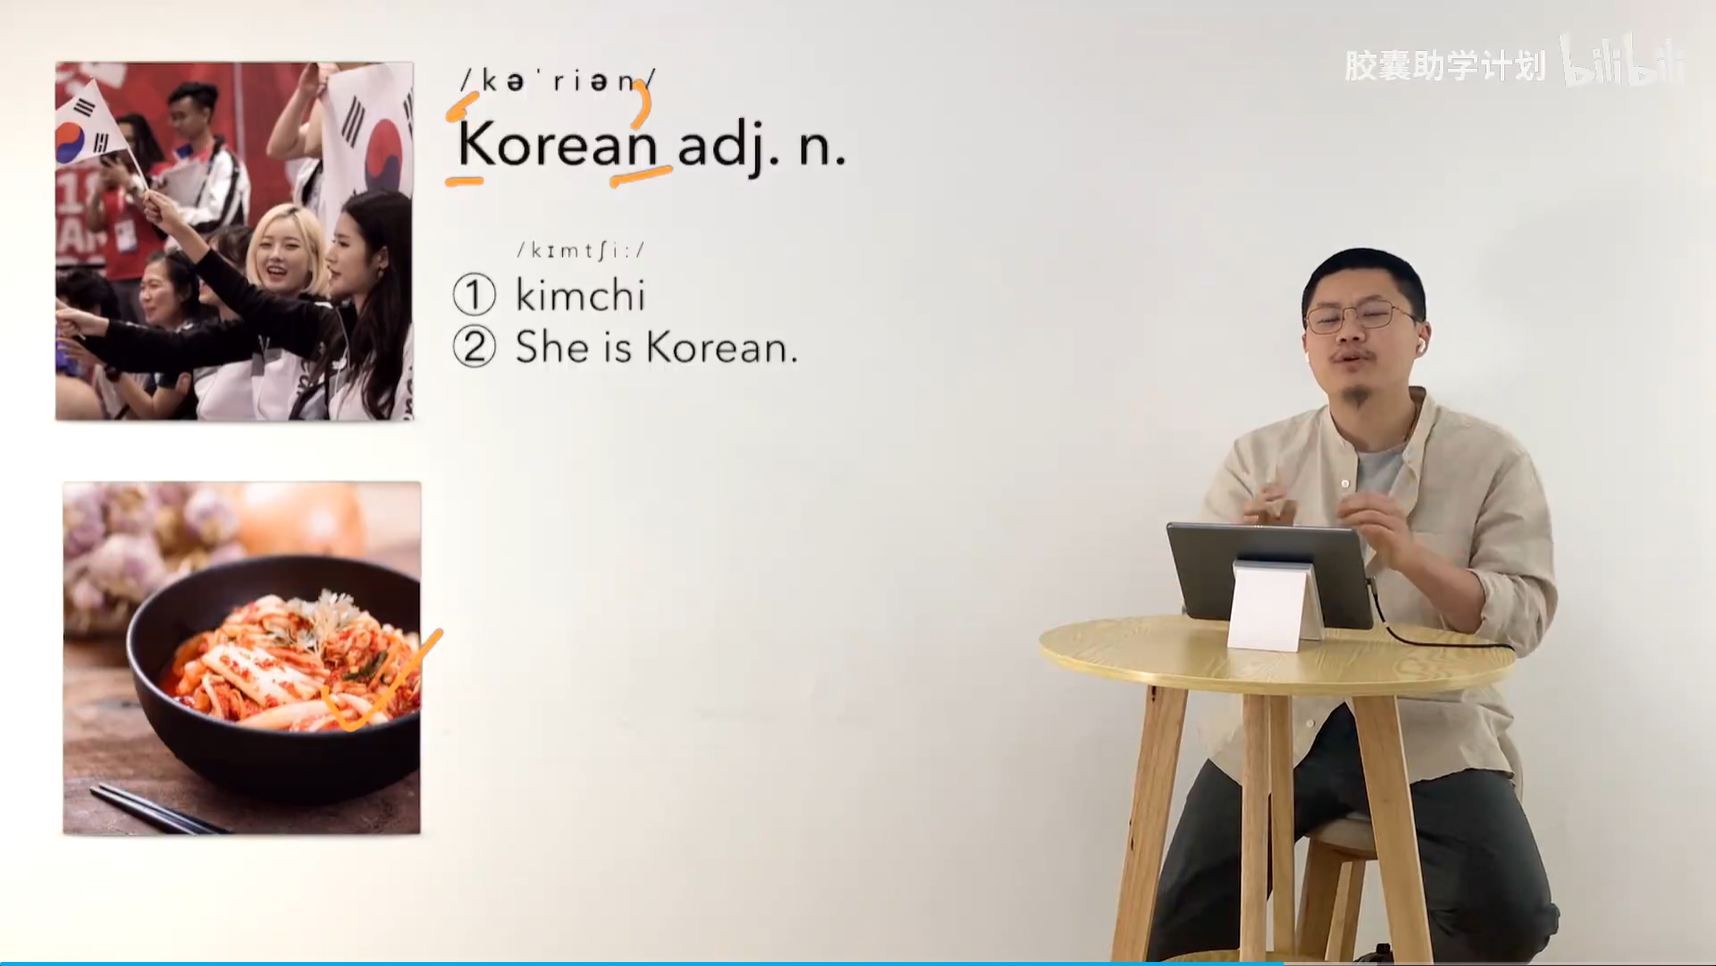 胶囊助学计划 bilibili
/kəˈriən/
Korean adj. n.
/kɪmtʃiː/
① kimchi
② She is Korean.